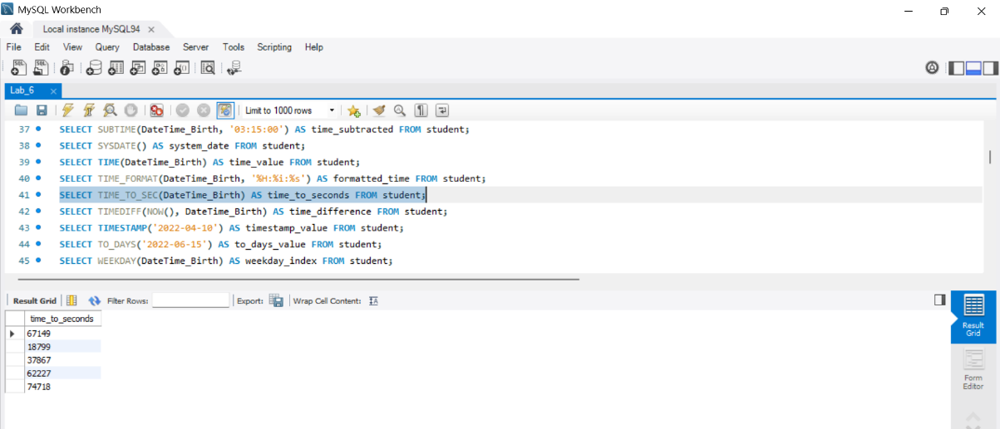 MySQL Workbench
Local instance MySQL94
File Edit View Query Database Server Tools Scripting Help
Lab_6
Limit to 1000 rows
37 SELECT SUBTIME(DateTime_Birth, '03:15:00') AS time_subtracted FROM student;
38 SELECT SYSDATE() AS system_date FROM student;
39 SELECT TIME(DateTime_Birth) AS time_value FROM student;
40 SELECT TIME_FORMAT(DateTime_Birth, '%H:%i:%s') AS formatted_time FROM student;
41 SELECT TIME_TO_SEC(DateTime_Birth) AS time_to_seconds FROM student;
42 SELECT TIMEDIFF(NOW(), DateTime_Birth) AS time_difference FROM student;
43 SELECT TIMESTAMP('2022-04-10') AS timestamp_value FROM student;
44 SELECT TO_DAYS('2022-06-15') AS to_days_value FROM student;
45 SELECT WEEKDAY(DateTime_Birth) AS weekday_index FROM student;
Result Grid Filter Rows: Export: Wrap Cell Content:
time_to_seconds
67149
18799
37867
62227
74718
Result
Grid
Form
Editor